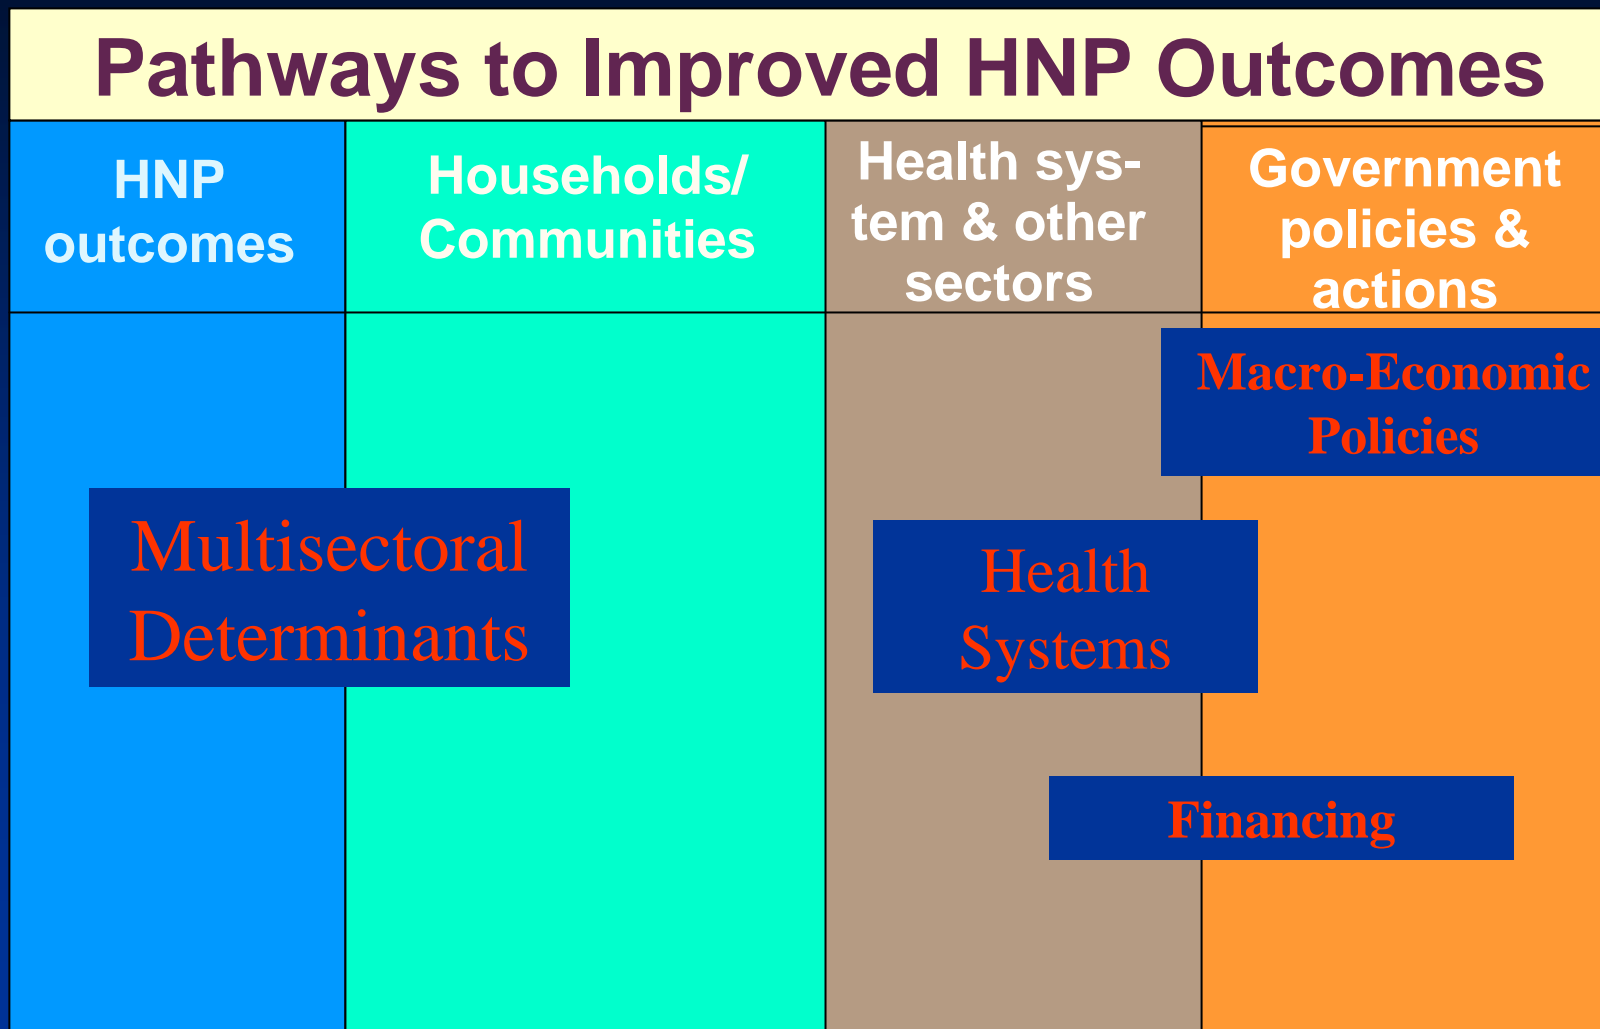 Pathways to Improved HNP Outcomes
HNP
outcomes
Households/
Communities
Health sys-
tem & other
sectors
Government
policies &
actions
Macro-Economic
Policies
Multisectoral
Determinants
Health
Systems
Financing